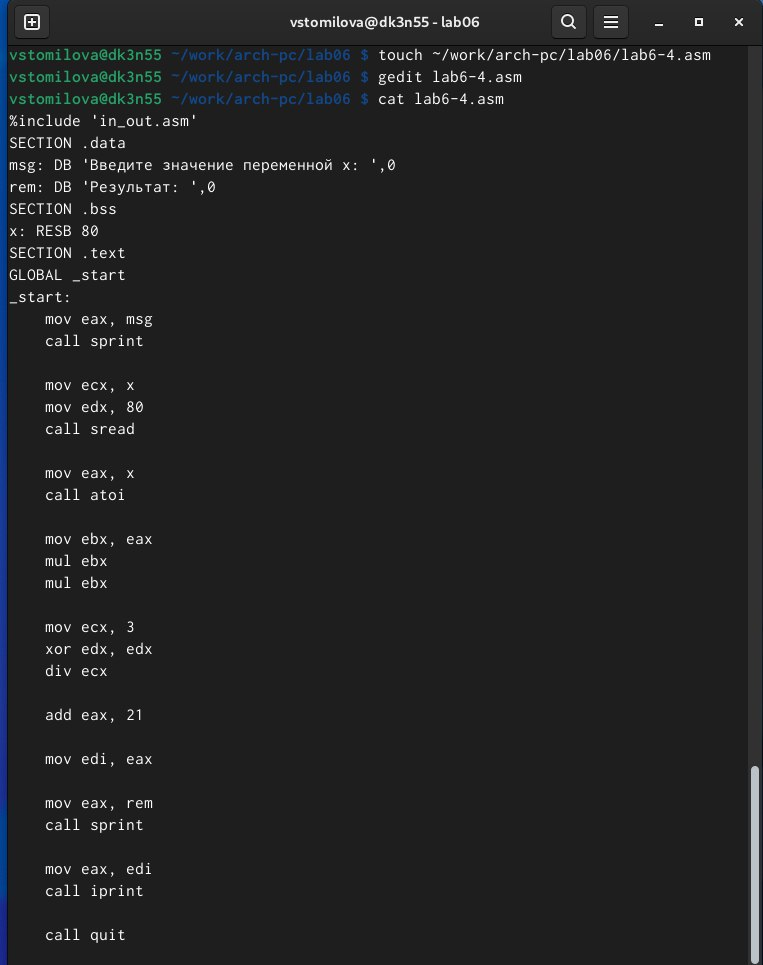 vstomilova@dk3n55 - lab06
vstomilova@dk3n55 ~/work/arch-pc/lab06 $ touch ~/work/arch-pc/lab06/lab6-4.asm
vstomilova@dk3n55 ~/work/arch-pc/lab06 $ gedit lab6-4.asm
vstomilova@dk3n55 ~/work/arch-pc/lab06 $ cat lab6-4.asm
%include 'in_out.asm'
SECTION .data
msg: DB 'Введите значение переменной x: ',0
rem: DB 'Результат: ',0
SECTION .bss
x: RESB 80
SECTION .text
GLOBAL _start
_start:
    mov eax, msg
    call sprint

    mov ecx, x
    mov edx, 80
    call sread

    mov eax, x
    call atoi

    mov ebx, eax
    mul ebx
    mul ebx

    mov ecx, 3
    xor edx, edx
    div ecx

    add eax, 21

    mov edi, eax

    mov eax, rem
    call sprint

    mov eax, edi
    call iprint

    call quit